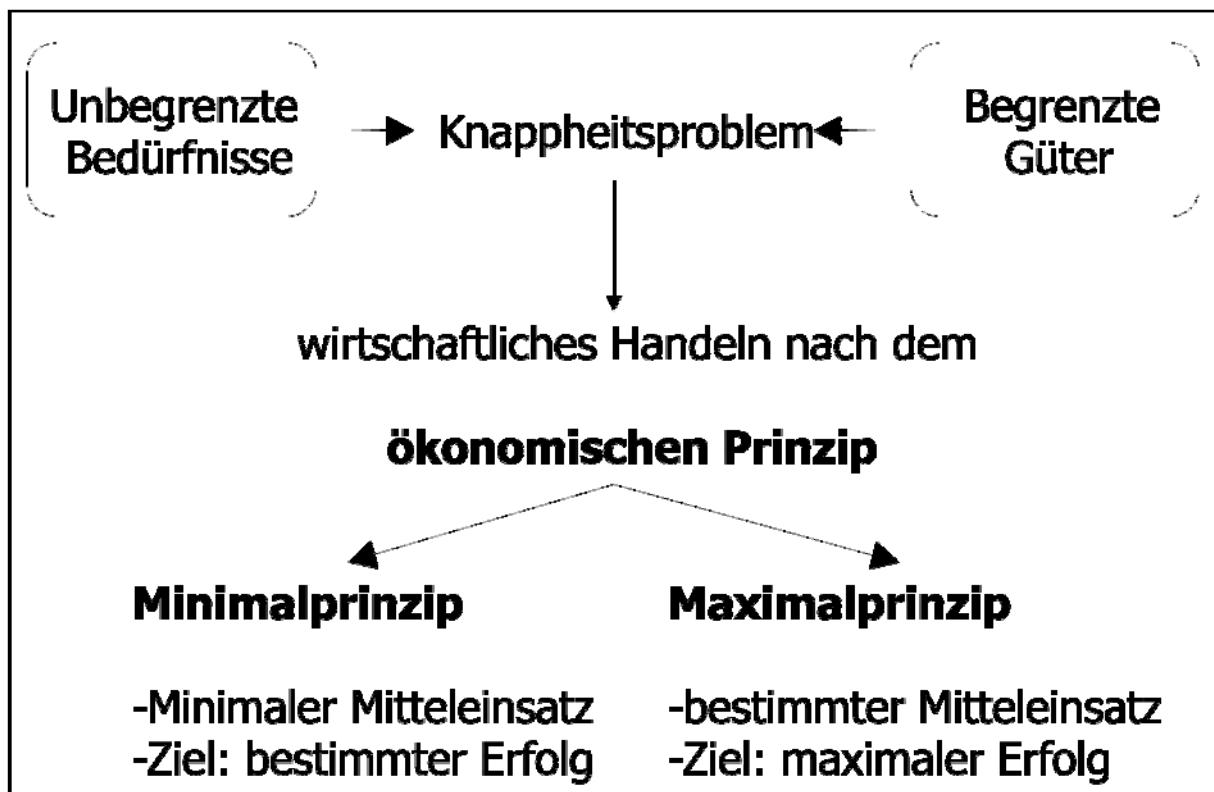 Unbegrenzte
Bedürfnisse
Knappheitsproblem
Begrenzte
Güter
wirtschaftliches Handeln nach dem
ökonomischen Prinzip
Minimalprinzip
-Minimaler Mitteleinsatz
-Ziel: bestimmter Erfolg
Maximalprinzip
-bestimmter Mitteleinsatz
-Ziel: maximaler Erfolg